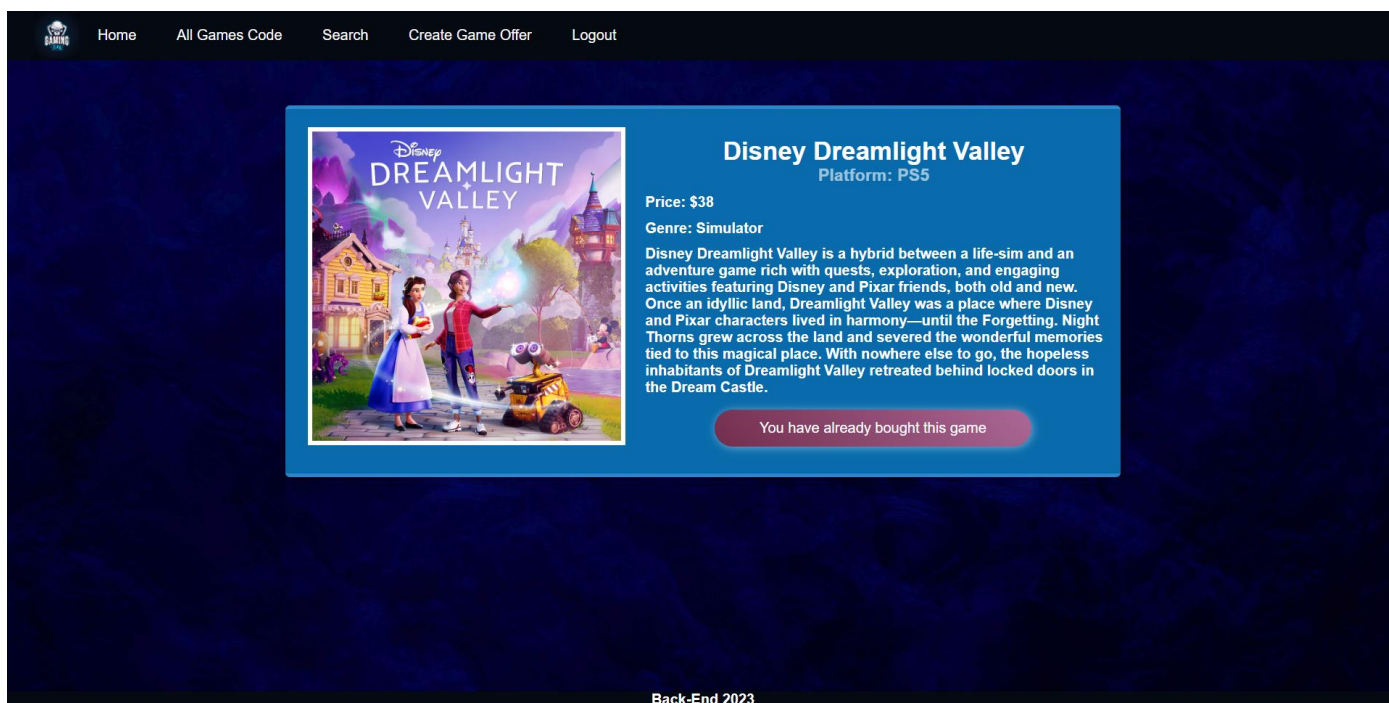 GAMING
Home All Games Code Search Create Game Offer Logout
Disney
DREAMLIGHT
VALLEY
Disney Dreamlight Valley
Platform: PS5
Price: $38
Genre: Simulator
Disney Dreamlight Valley is a hybrid between a life-sim and an
adventure game rich with quests, exploration, and engaging
activities featuring Disney and Pixar friends, both old and new.
Once an idyllic land, Dreamlight Valley was a place where Disney
and Pixar characters lived in harmony—until the Forgetting. Night
Thorns grew across the land and severed the wonderful memories
tied to this magical place. With nowhere else to go, the hopeless
inhabitants of Dreamlight Valley retreated behind locked doors in
the Dream Castle.
You have already bought this game
Back-End 2023